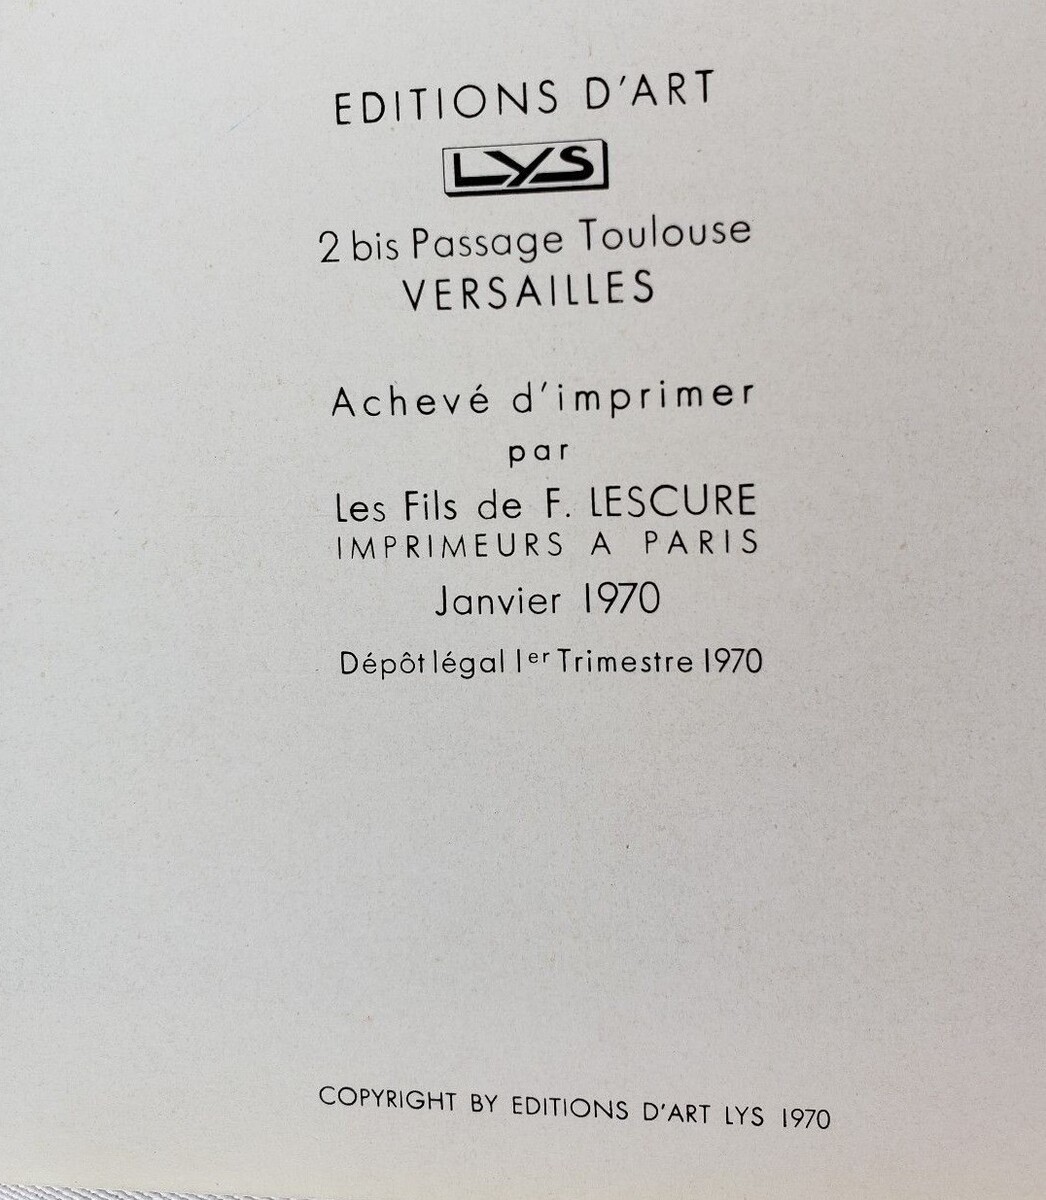 EDITIONS D'ART
LYS
2 bis Passage Toulouse
VERSAILLES
Achevé d'imprimer
par
Les Fils de F. LESCURE
IMPRIMEURS A PARIS
Janvier 1970
Dépôt légal 1er Trimestre 1970
COPYRIGHT BY EDITIONS D'ART LYS 1970